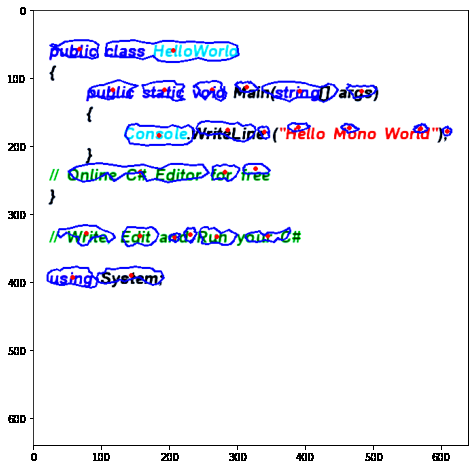 public class HelloWorld
{
public static void Main(string[] args)
{
Console.WriteLine ("Hello Mono World");
}
// Online C# Editor for free
}
// Write, Edit and Run your C#
using System;
0
100
200
300
400
500
600
0 100 200 300 400 500 600